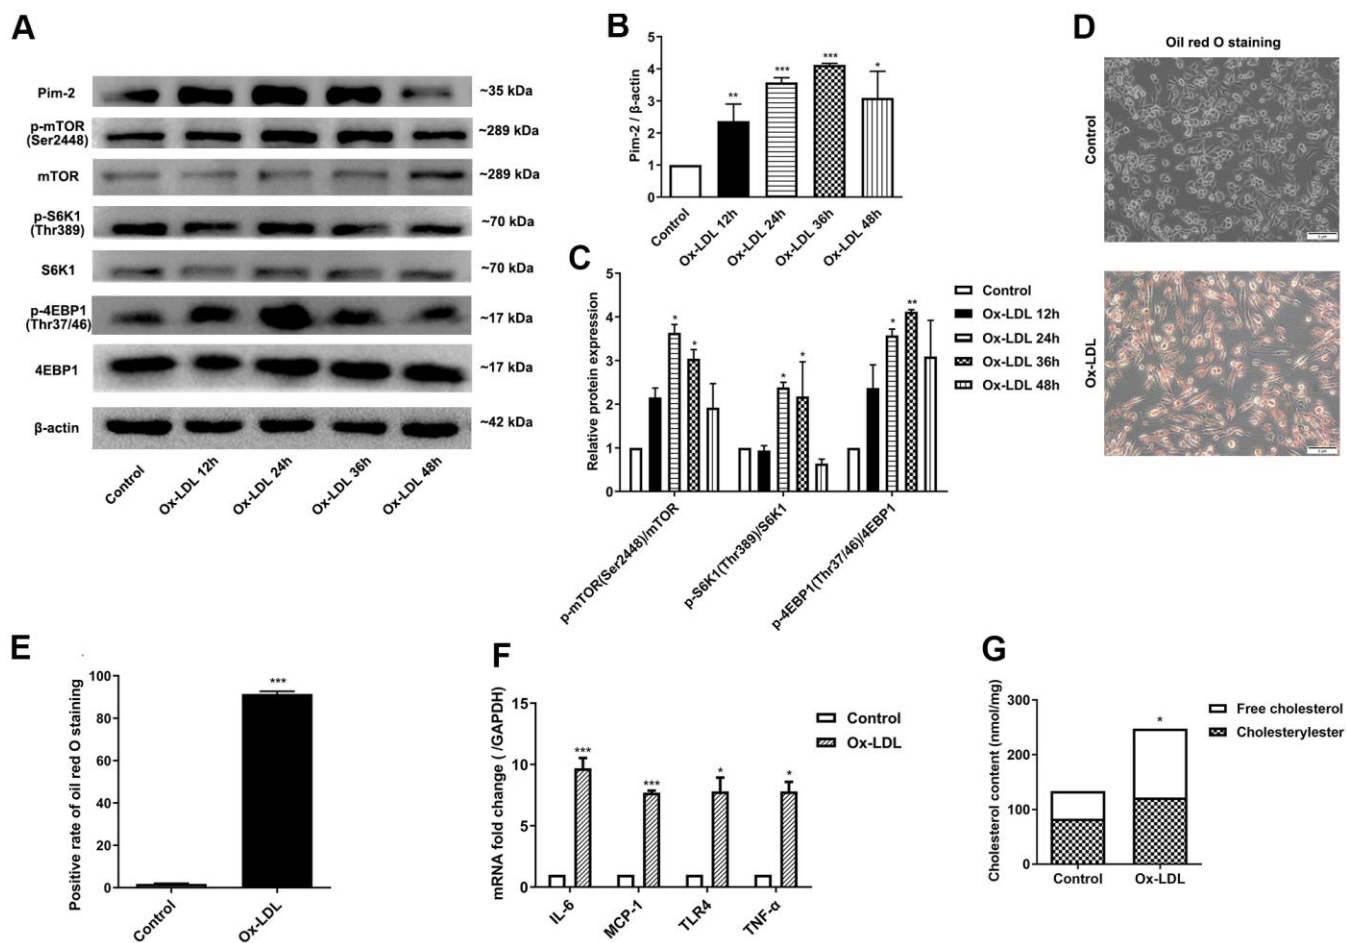 A
Pim-2
~35 kDa
p-mTOR
(Ser2448)
~289 kDa
mTOR
~289 kDa
p-S6K1
(Thr389)
~70 kDa
S6K1
~70 kDa
p-4EBP1
(Thr37/46)
~17 kDa
4EBP1
~17 kDa
β-actin
~42 kDa
Control
Ox-LDL 12h
Ox-LDL 24h
Ox-LDL 36h
Ox-LDL 48h
B
Pim-2 / β-actin
5
4
3
2
1
0
**
***
***
*
Control
Ox-LDL 12h
Ox-LDL 24h
Ox-LDL 36h
Ox-LDL 48h
C
Relative protein expression
5
4
3
2
1
0
*
*
*
*
*
**
Control
Ox-LDL 12h
Ox-LDL 24h
Ox-LDL 36h
Ox-LDL 48h
p-mTOR(Ser2448)/mTOR
p-S6K1(Thr389)/S6K1
p-4EBP1(Thr37/46)/4EBP1
D
Oil red O staining
Control
Ox-LDL
E
Positive rate of oil red O staining
100
80
60
40
20
0
***
Control
Ox-LDL
F
mRNA fold change ( /GAPDH)
15
10
5
0
***
***
*
*
Control
Ox-LDL
IL-6
MCP-1
TLR4
TNF-α
G
Cholesterol content (nmol/mg)
300
200
100
0
*
Free cholesterol
Cholesterylester
Control
Ox-LDL